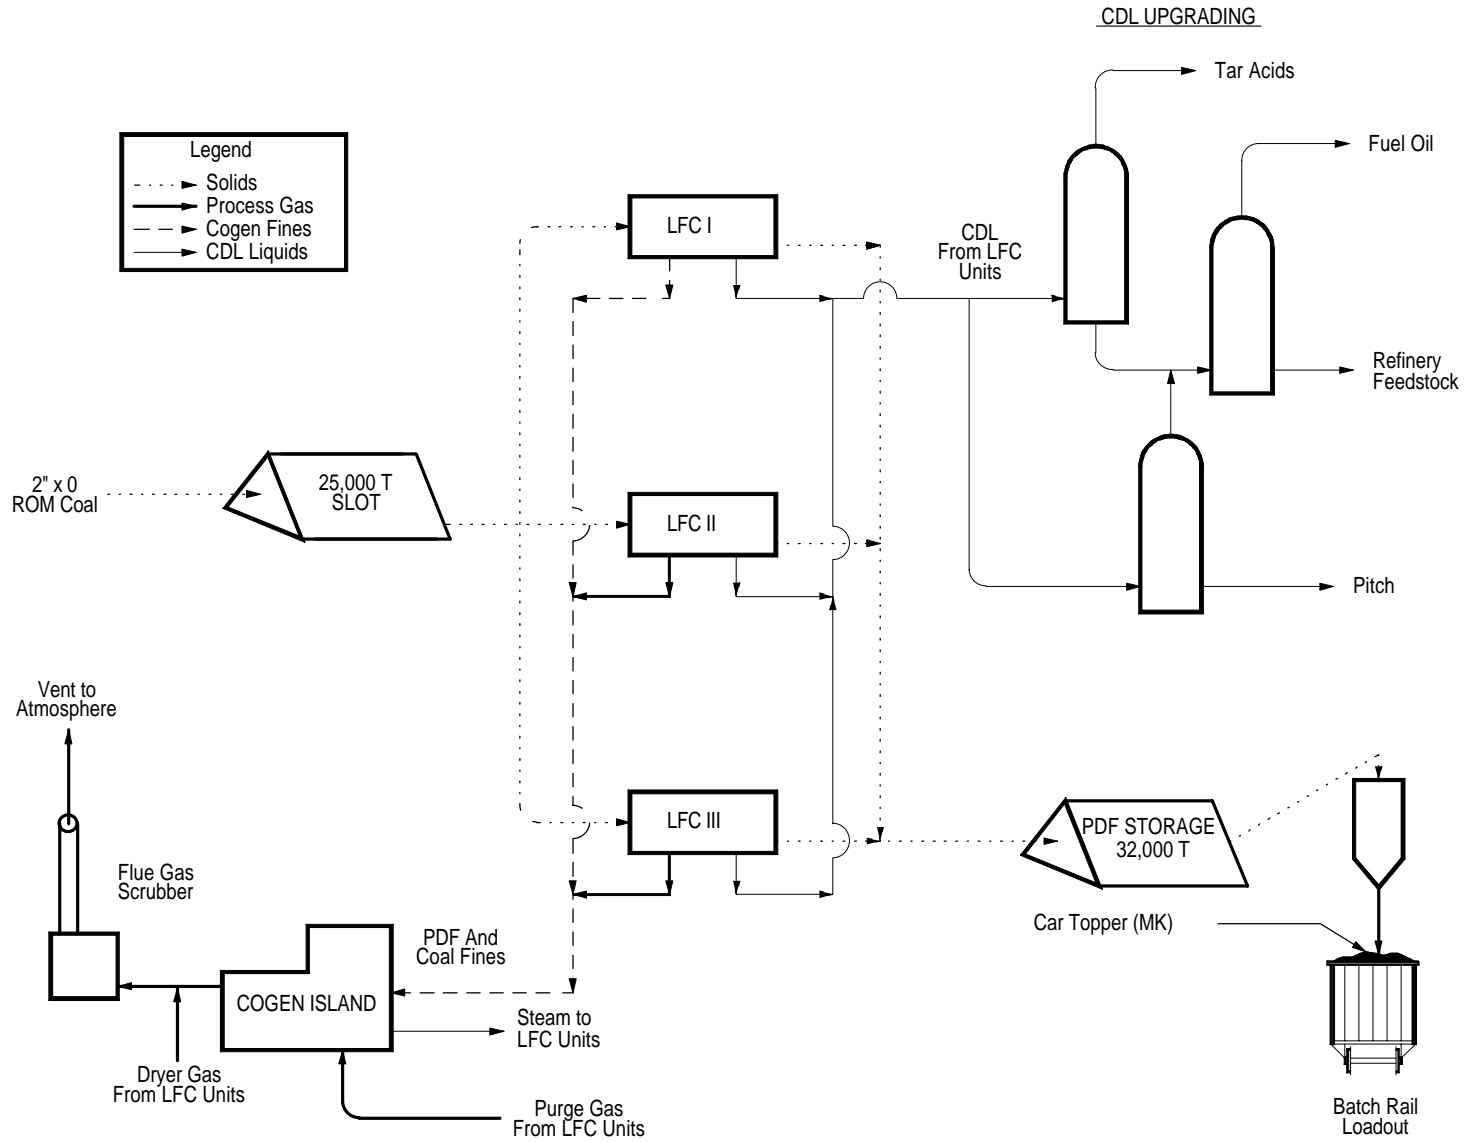 CDL UPGRADING
Tar Acids
Fuel Oil
Legend
Solids
Process Gas
Cogen Fines
CDL Liquids
LFC I
CDL
From LFC
Units
Refinery
Feedstock
2" x 0
ROM Coal
25,000 T
SLOT
LFC II
Pitch
Vent to
Atmosphere
LFC III
PDF STORAGE
32,000 T
Flue Gas
Scrubber
Car Topper (MK)
PDF And
Coal Fines
COGEN ISLAND
Steam to
LFC Units
Dryer Gas
From LFC Units
Purge Gas
From LFC Units
Batch Rail
Loadout